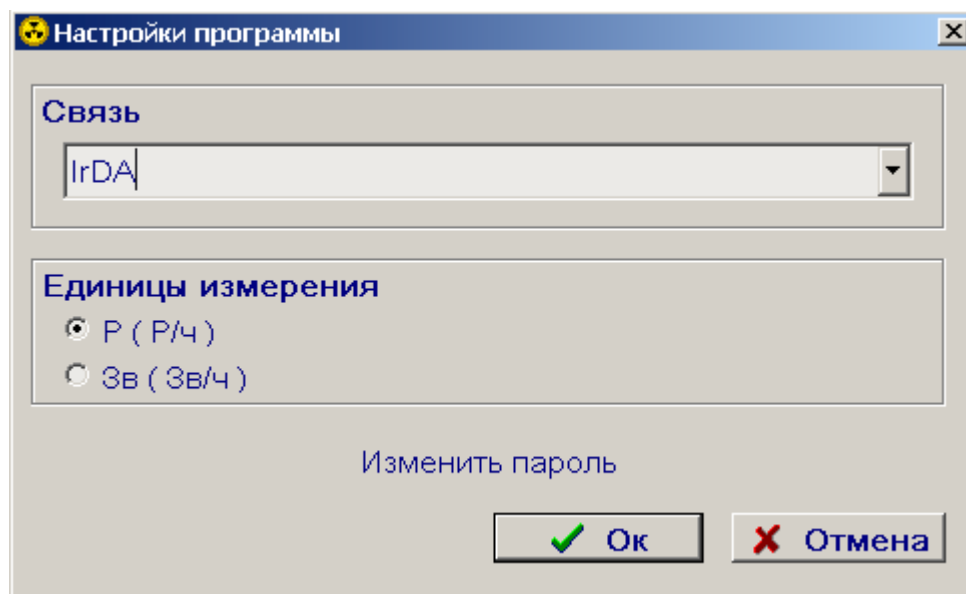 Настройки программы
Связь
IrDA
Единицы измерения
Р ( Р/ч )
Зв ( Зв/ч )
Изменить пароль
Ок
Отмена